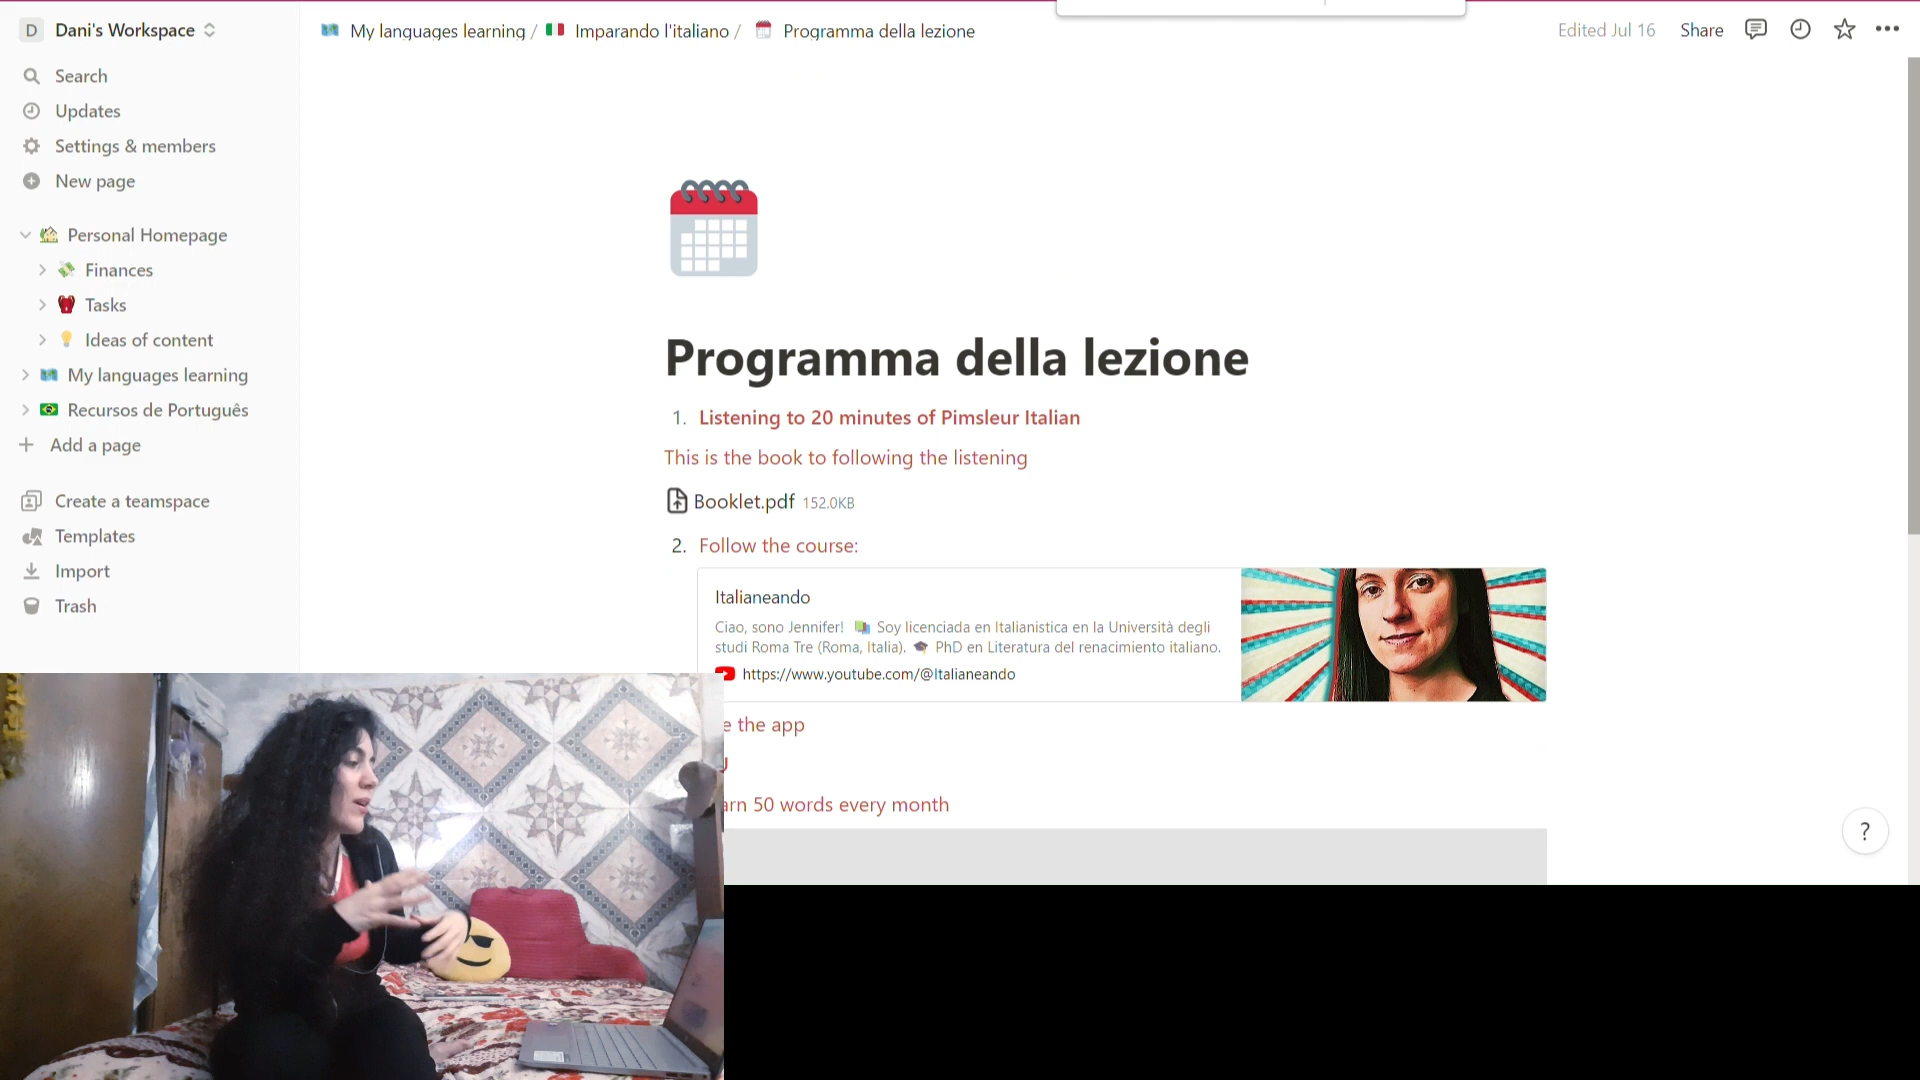 D Dani's Workspace
My languages learning / Imparando l'italiano / Programma della lezione
Edited Jul 16
Share
Search
Updates
Settings & members
New page
Personal Homepage
Finances
Tasks
Ideas of content
My languages learning
Recursos de Português
Add a page
Create a teamspace
Templates
Import
Trash
Programma della lezione
1. Listening to 20 minutes of Pimsleur Italian
This is the book to following the listening
Booklet.pdf 152.0KB
2. Follow the course:
Italianeando
Ciao, sono Jennifer! Soy licenciada en Italianistica en la Università degli
studi Roma Tre (Roma, Italia). PhD en Literatura del renacimiento italiano.
https://www.youtube.com/@Italianeando
the app
50 words every month
?